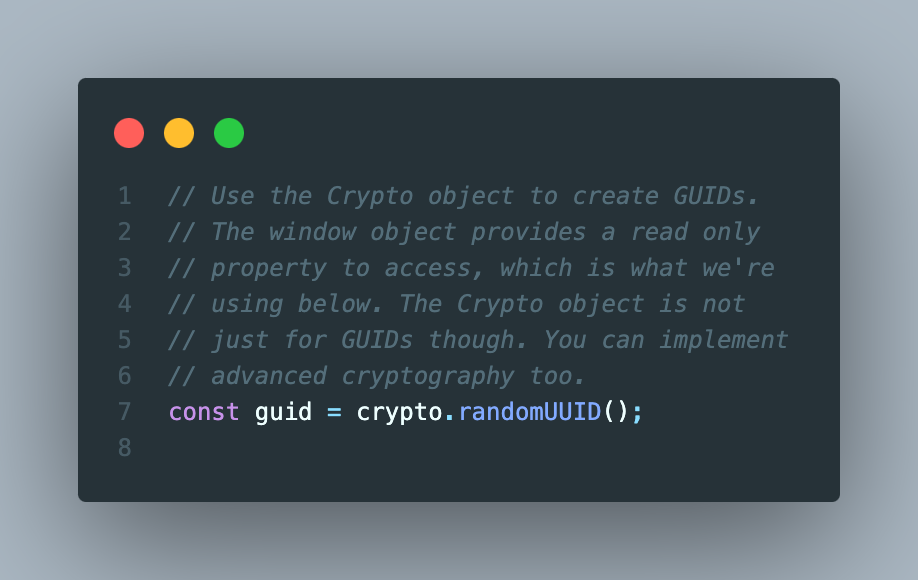 1 // Use the Crypto object to create GUIDs.
2 // The window object provides a read only
3 // property to access, which is what we're
4 // using below. The Crypto object is not
5 // just for GUIDs though. You can implement
6 // advanced cryptography too.
7 const guid = crypto.randomUUID();
8